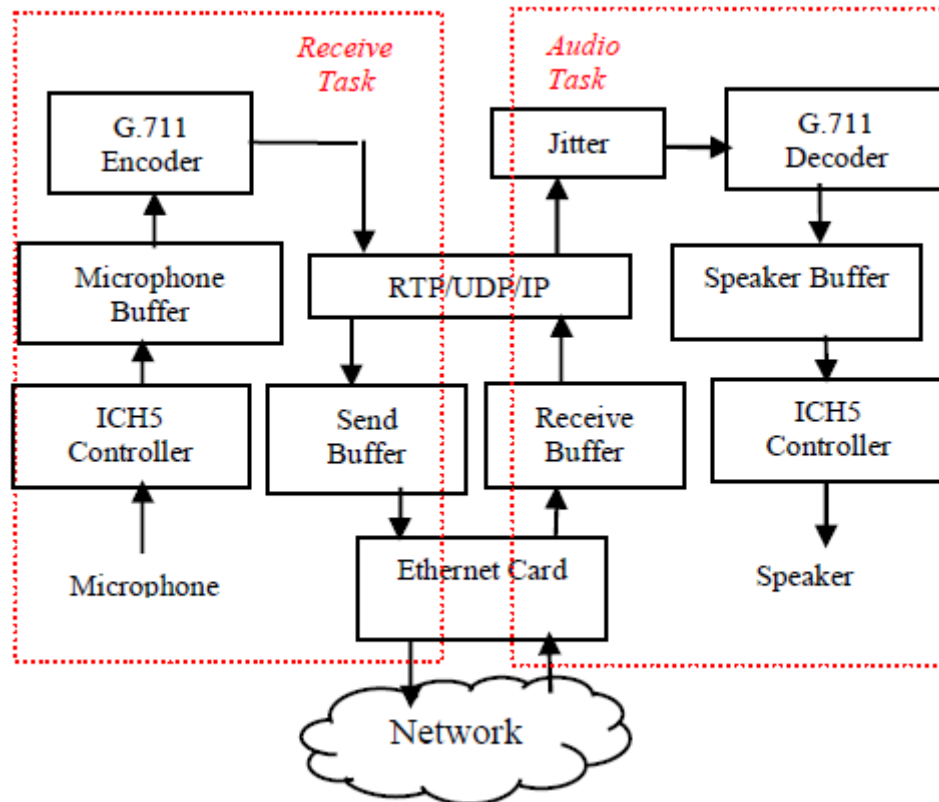 Receive
Task
Audio
Task
G.711
Encoder
Jitter
G.711
Decoder
Microphone
Buffer
RTP/UDP/IP
Speaker Buffer
ICH5
Controller
Send
Buffer
Receive
Buffer
ICH5
Controller
Microphone
Ethernet Card
Speaker
Network